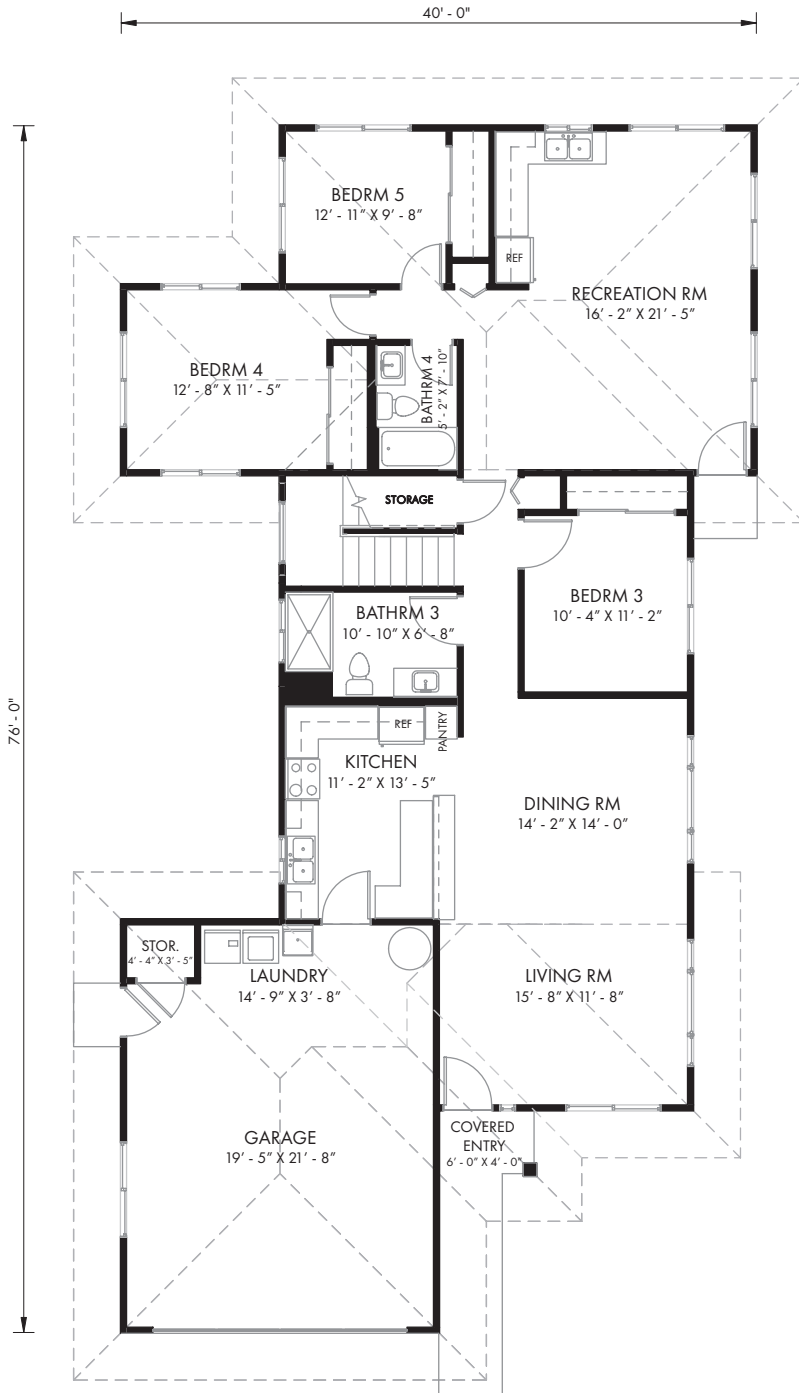 40' - 0"
76' - 0"
BEDRM 5
12' - 11" X 9' - 8"
REF
RECREATION RM
16' - 2" X 21' - 5"
BEDRM 4
12' - 8" X 11' - 5"
BATHRM 4
5' - 2" X 7' - 10"
STORAGE
BEDRM 3
10' - 4" X 11' - 2"
BATHRM 3
10' - 10" X 6' - 8"
REF
PANTRY
KITCHEN
11' - 2" X 13' - 5"
DINING RM
14' - 2" X 14' - 0"
STOR.
4' - 4" X 3' - 5"
LAUNDRY
14' - 9" X 3' - 8"
LIVING RM
15' - 8" X 11' - 8"
GARAGE
19' - 5" X 21' - 8"
COVERED
ENTRY
6' - 0" X 4' - 0"